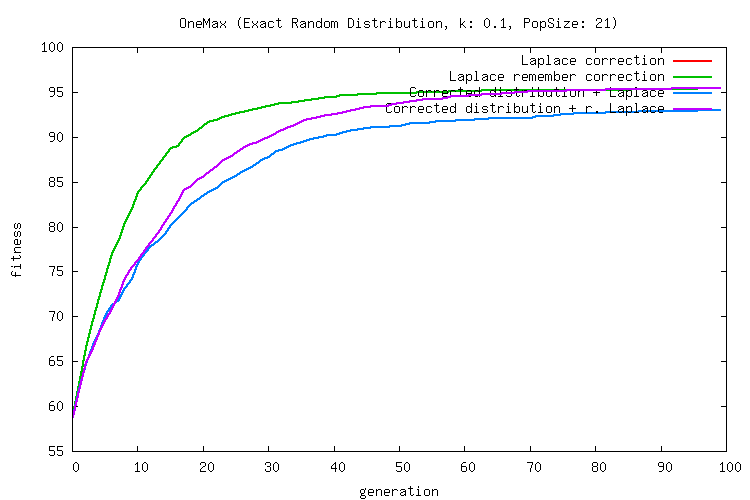 OneMax (Exact Random Distribution, k: 0.1, PopSize: 21)
100
95
90
85
80
75
70
65
60
55
fitness
Laplace correction
Laplace remember correction
Corrected distribution + Laplace
Corrected distribution + r. Laplace
0 10 20 30 40 50 60 70 80 90 100
generation